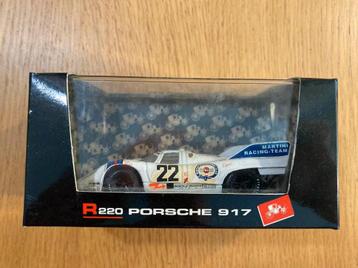 MARTINI
RACING-TEAM
22
R220 PORSCHE 917